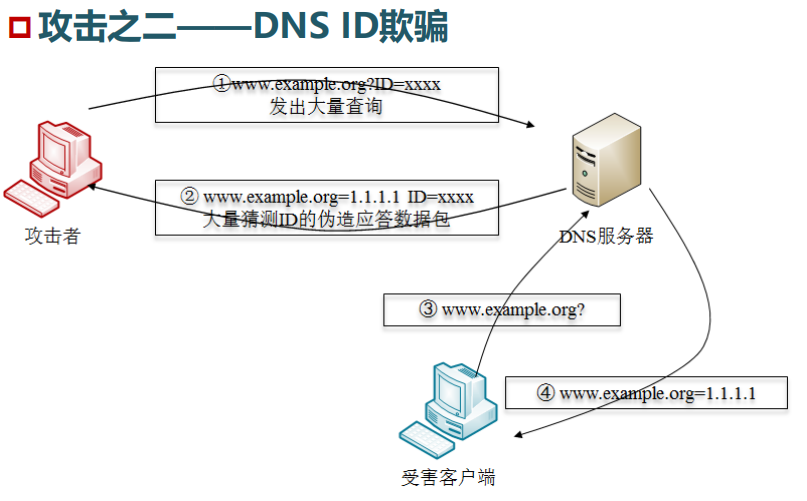 攻击之二——DNS ID欺骗
①www.example.org?ID=xxxx
发出大量查询
② www.example.org=1.1.1.1 ID=xxxx
大量猜测ID的伪造应答数据包
攻击者
DNS服务器
③ www.example.org?
④ www.example.org=1.1.1.1
受害客户端